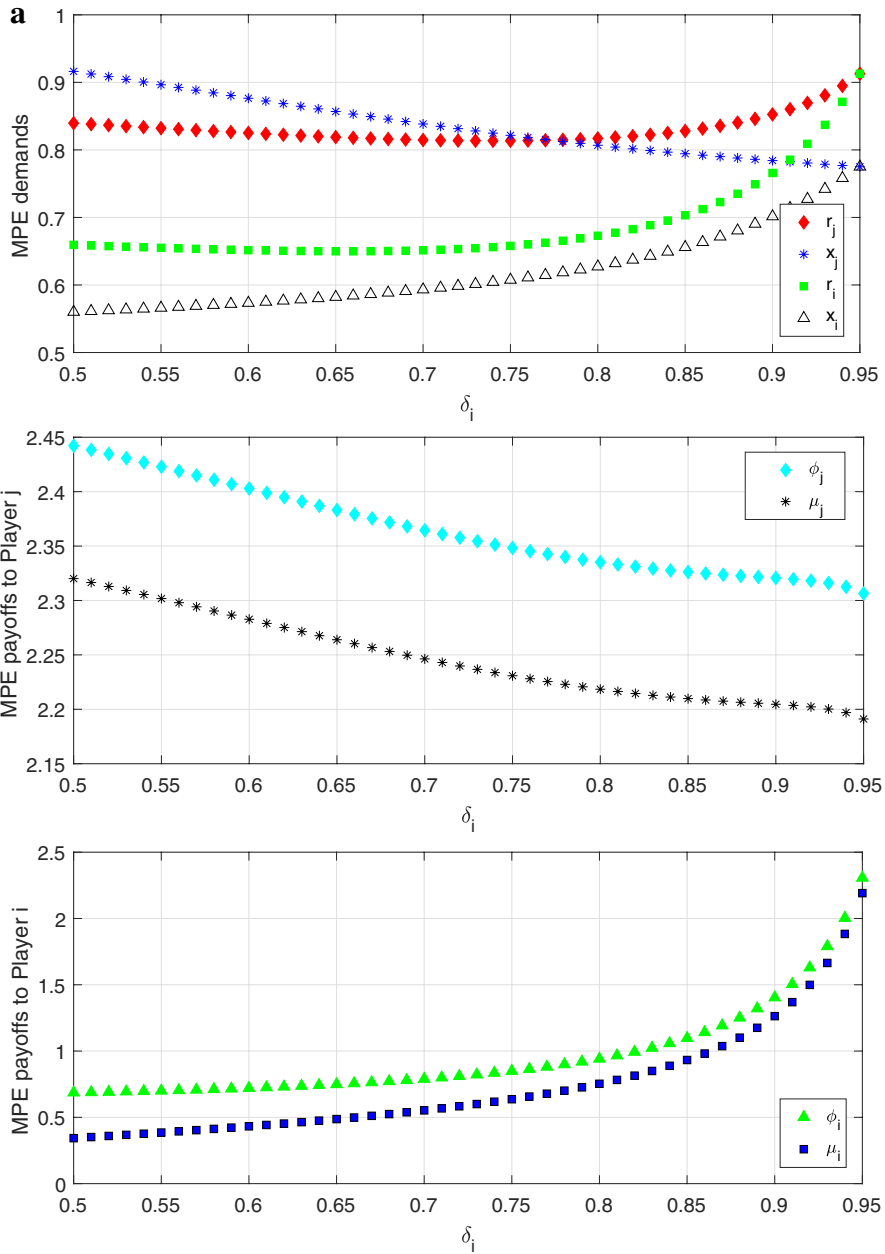 a
MPE demands
1
0.9
0.8
0.7
0.6
0.5
r_j
x_j
r_i
x_i
0.5 0.55 0.6 0.65 0.7 0.75 0.8 0.85 0.9 0.95
δ_i
MPE payoffs to Player j
2.45
2.4
2.35
2.3
2.25
2.2
2.15
ϕ_j
μ_j
0.5 0.55 0.6 0.65 0.7 0.75 0.8 0.85 0.9 0.95
δ_i
MPE payoffs to Player i
2.5
2
1.5
1
0.5
0
ϕ_i
μ_i
0.5 0.55 0.6 0.65 0.7 0.75 0.8 0.85 0.9 0.95
δ_i